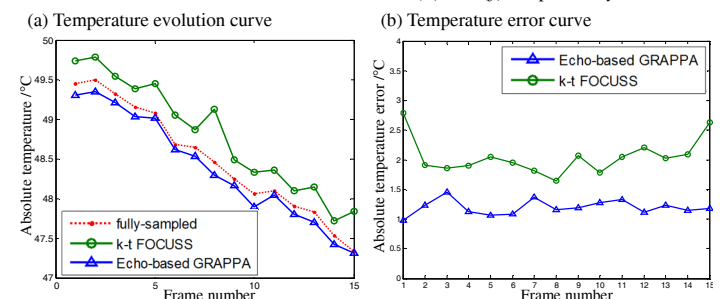 (a) Temperature evolution curve
50
49.5
49
48.5
48
47.5
47
0
5
10
15
Absolute temperature /°C
Frame number
fully-sampled
k-t FOCUSS
Echo-based GRAPPA
(b) Temperature error curve
4
3.5
3
2.5
2
1.5
1
0.5
0
1 2 3 4 5 6 7 8 9 10 11 12 13 14 15
Absolute temperature error /°C
Frame number
Echo-based GRAPPA
k-t FOCUSS